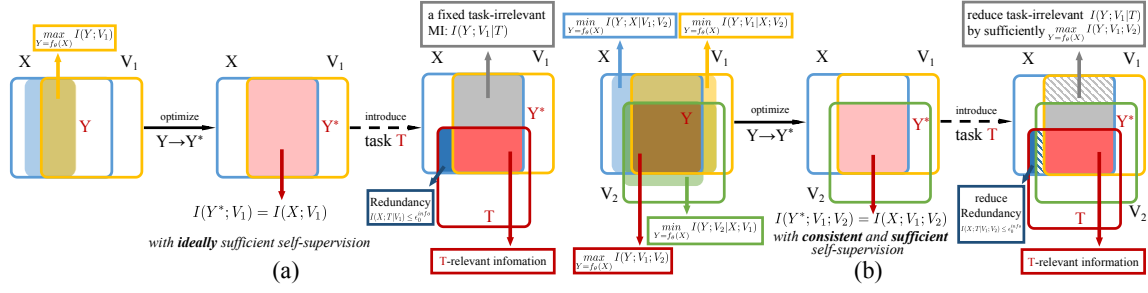 max I(Y;V₁)
Y=fθ(X)
X
V₁
Y
optimize
Y→Y*
X
V₁
Y*
I(Y*;V₁) = I(X;V₁)
with ideally sufficient self-supervision
introduce
task T
a fixed task-irrelevant
MI: I(Y;V₁|T)
X
V₁
Y*
Redundancy
T
T-relevant infomation
(a)
min I(Y;X|V₁;V₂)
Y=fθ(X)
min I(Y;V₁|X;V₂)
Y=fθ(X)
X
V₁
Y
V₂
min I(Y;V₂|X;V₁)
Y=fθ(X)
max I(Y;V₁;V₂)
Y=fθ(X)
optimize
Y→Y*
X
V₁
Y*
V₂
I(Y*;V₁;V₂) = I(X;V₁;V₂)
with consistent and sufficient
self-supervision
(b)
introduce
task T
reduce task-irrelevant I(Y;V₁|T)
by sufficiently max I(Y;V₁;V₂)
Y=fθ(X)
X
V₁
Y*
V₂
reduce
Redundancy
T
T-relevant information